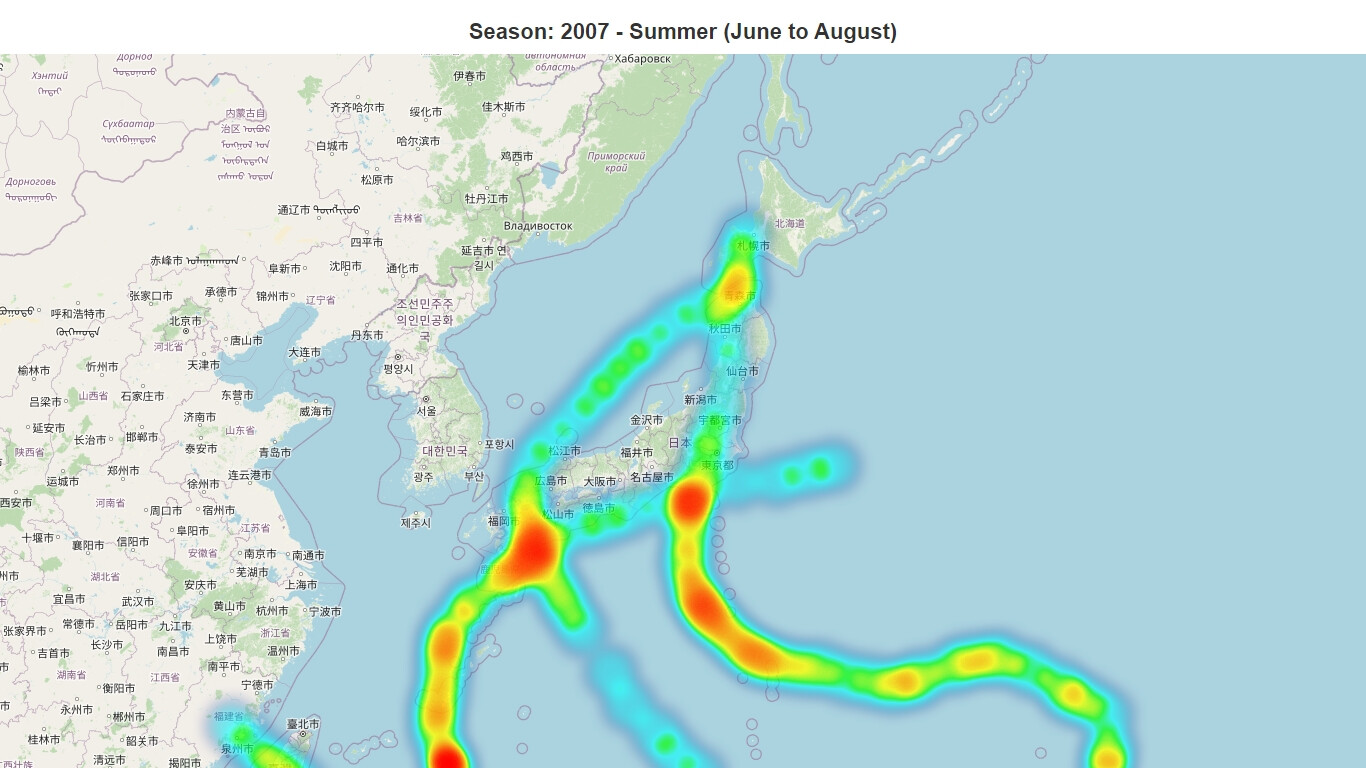 Season: 2007 - Summer (June to August)
Дорнод
Хэнтий
Сүхбаатар
Дорноговь
автономная
область
Хабаровск
伊春市
齐齐哈尔市
绥化市
佳木斯市
内蒙古自
治区
白城市
哈尔滨市
鸡西市
Приморский
край
松原市
牡丹江市
通辽市
吉林省
Владивосток
北海道
四平市
延吉市 연
길시
札幌市
赤峰市
阜新市
沈阳市
通化市
张家口市
承德市
锦州市
辽宁省
조선민주주
의인민공화
국
青森市
呼和浩特市
北京市
秋田市
河北省
唐山市
丹东市
大连市
榆林市
忻州市
天津市
평양시
仙台市
吕梁市
山西省
石家庄市
东营市
新潟市
延安市
济南市
威海市
서울
金沢市
宇都宮市
长治市
邯郸市
山东省
日本
陕西省
泰安市
青岛市
대한민국
포항시
松江市
福井市
东京都
运城市
郑州市
连云港市
광주
부산
広島市
大阪市
名古屋市
徐州市
西安市
河南省
周口市
宿州市
제주시
福岡市
松山市
徳島市
十堰市
襄阳市
信阳市
阜阳市
江苏省
安徽省
南京市
南通市
湖北省
芜湖市
上海市
宜昌市
武汉市
安庆市
黄山市
杭州市
宁波市
张家界市
常德市
岳阳市
九江市
上饶市
浙江省
吉首市
长沙市
南昌市
温州市
湖南省
江西省
南平市
衡阳市
宁德市
永州市
郴州市
福建省
臺北市
桂林市
韶关市
泉州市
清远市
揭阳市